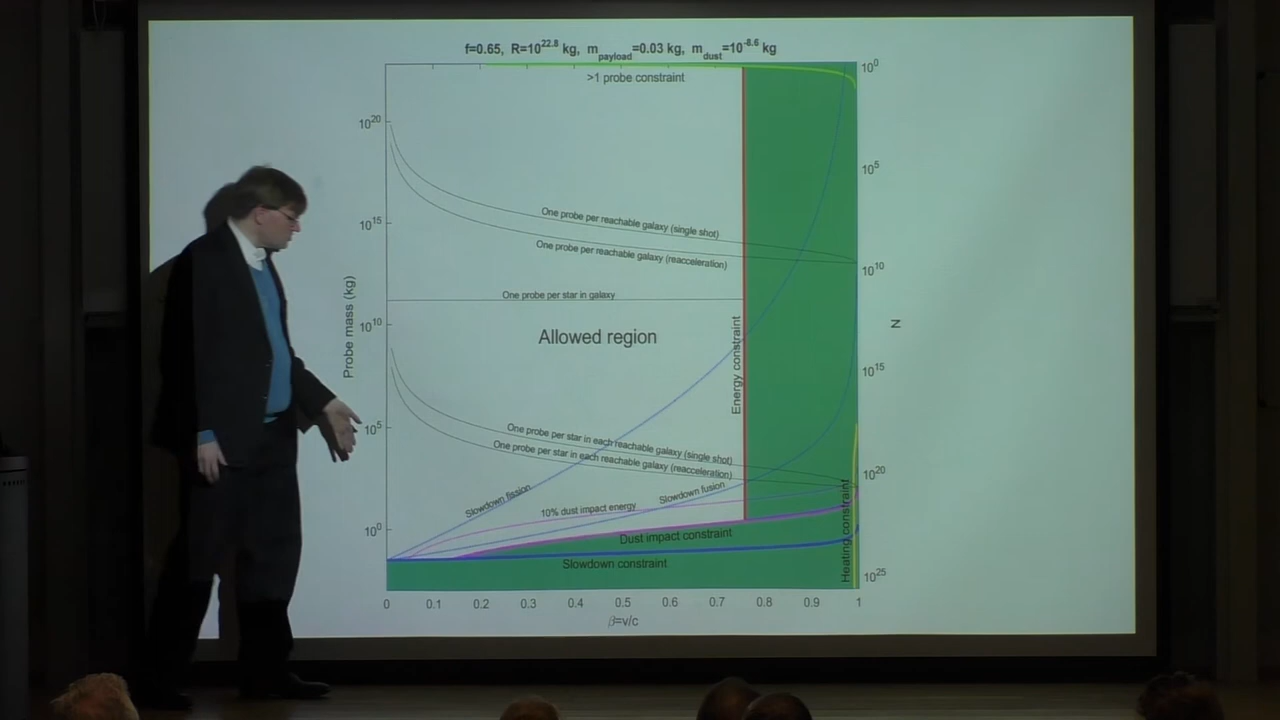 f=0.65, R=10^22.8 kg, m_payload=0.03 kg, m_dust=10^-8.6 kg
>1 probe constraint
10^20
10^15
10^10
10^5
10^0
Probe mass (kg)
One probe per reachable galaxy (single shot)
One probe per reachable galaxy (reacceleration)
One probe per star in galaxy
Allowed region
Energy constraint
One probe per star in each reachable galaxy (single shot)
One probe per star in each reachable galaxy (reacceleration)
Slowdown fission
Slowdown fusion
10% dust impact energy
Dust impact constraint
Slowdown constraint
Heating constraint
10^0
10^5
10^10
10^15
10^20
10^25
N
0 0.1 0.2 0.3 0.4 0.5 0.6 0.7 0.8 0.9 1
β=v/c